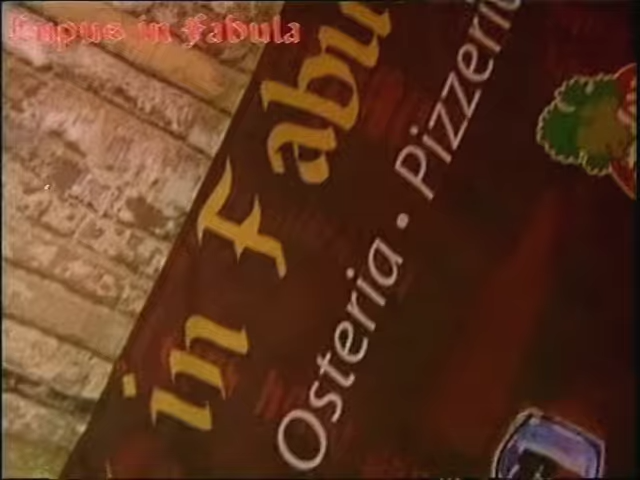 Lupus in Fabula
in Fabu
Osteria • Pizzeri